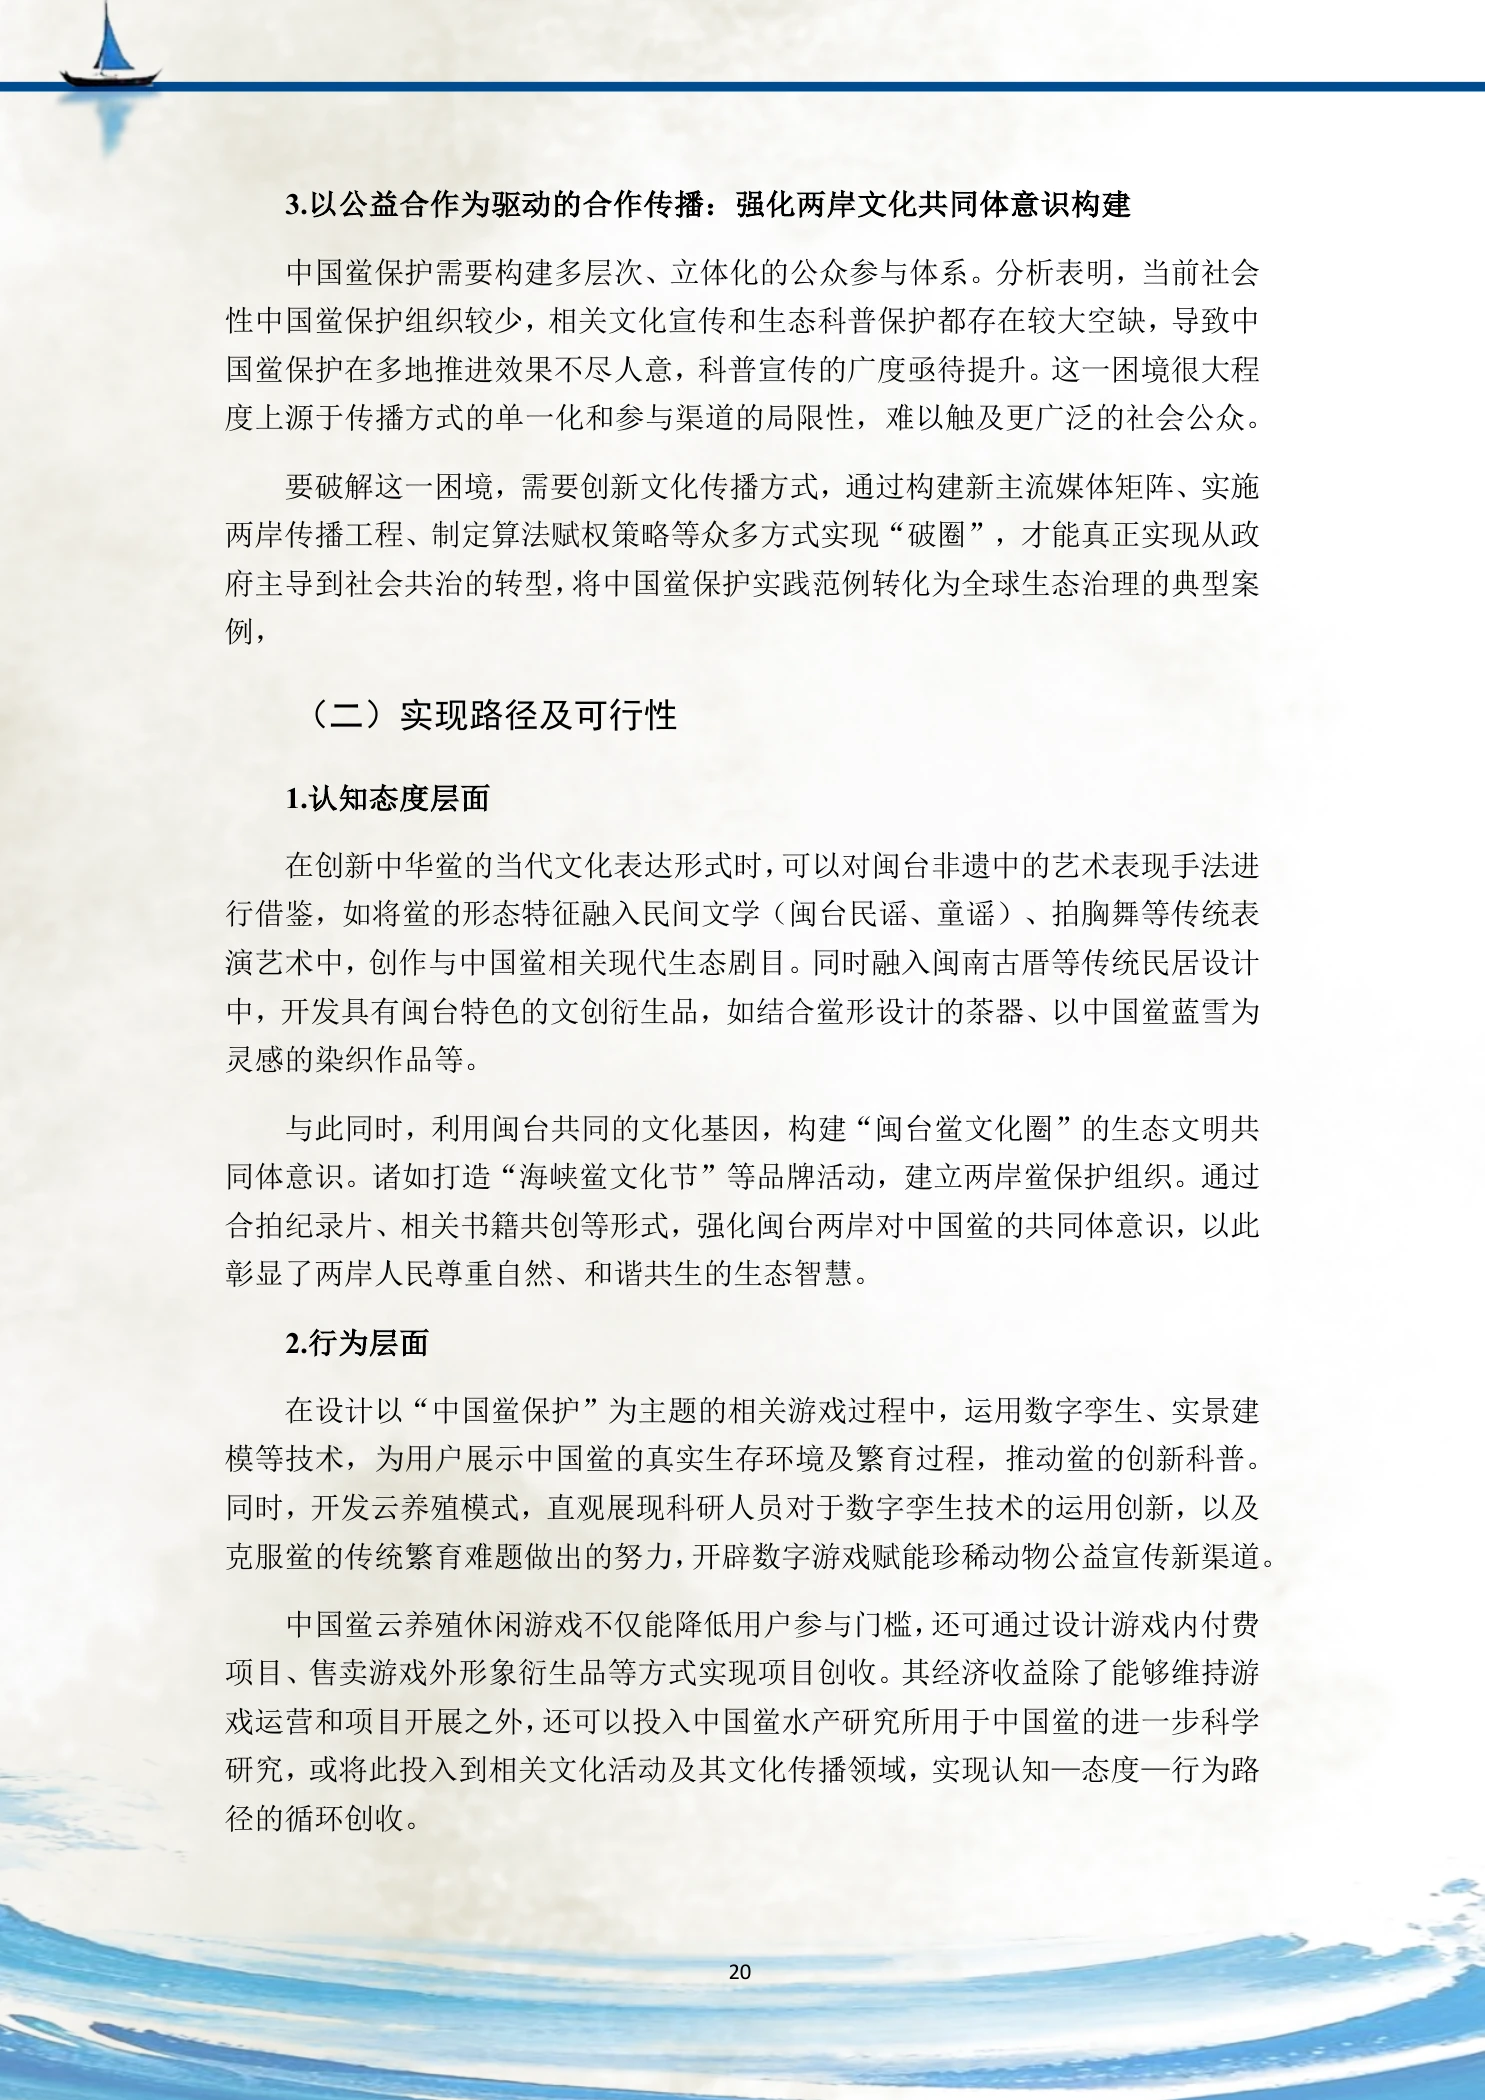 3.以公益合作为驱动的合作传播：强化两岸文化共同体意识构建
中国鲎保护需要构建多层次、立体化的公众参与体系。分析表明，当前社会
性中国鲎保护组织较少，相关文化宣传和生态科普保护都存在较大空缺，导致中
国鲎保护在多地推进效果不尽人意，科普宣传的广度亟待提升。这一困境很大程
度上源于传播方式的单一化和参与渠道的局限性，难以触及更广泛的社会公众。
要破解这一困境，需要创新文化传播方式，通过构建新主流媒体矩阵、实施
两岸传播工程、制定算法赋权策略等众多方式实现“破圈”，才能真正实现从政
府主导到社会共治的转型，将中国鲎保护实践范例转化为全球生态治理的典型案
例，
（二）实现路径及可行性
1.认知态度层面
在创新中华鲎的当代文化表达形式时，可以对闽台非遗中的艺术表现手法进
行借鉴，如将鲎的形态特征融入民间文学（闽台民谣、童谣）、拍胸舞等传统表
演艺术中，创作与中国鲎相关现代生态剧目。同时融入闽南古厝等传统民居设计
中，开发具有闽台特色的文创衍生品，如结合鲎形设计的茶器、以中国鲎蓝雪为
灵感的染织作品等。
与此同时，利用闽台共同的文化基因，构建“闽台鲎文化圈”的生态文明共
同体意识。诸如打造“海峡鲎文化节”等品牌活动，建立两岸鲎保护组织。通过
合拍纪录片、相关书籍共创等形式，强化闽台两岸对中国鲎的共同体意识，以此
彰显了两岸人民尊重自然、和谐共生的生态智慧。
2.行为层面
在设计以“中国鲎保护”为主题的相关游戏过程中，运用数字孪生、实景建
模等技术，为用户展示中国鲎的真实生存环境及繁育过程，推动鲎的创新科普。
同时，开发云养殖模式，直观展现科研人员对于数字孪生技术的运用创新，以及
克服鲎的传统繁育难题做出的努力，开辟数字游戏赋能珍稀动物公益宣传新渠道。
中国鲎云养殖休闲游戏不仅能降低用户参与门槛，还可通过设计游戏内付费
项目、售卖游戏外形象衍生品等方式实现项目创收。其经济收益除了能够维持游
戏运营和项目开展之外，还可以投入中国鲎水产研究所用于中国鲎的进一步科学
研究，或将此投入到相关文化活动及其文化传播领域，实现认知—态度—行为路
径的循环创收。
20